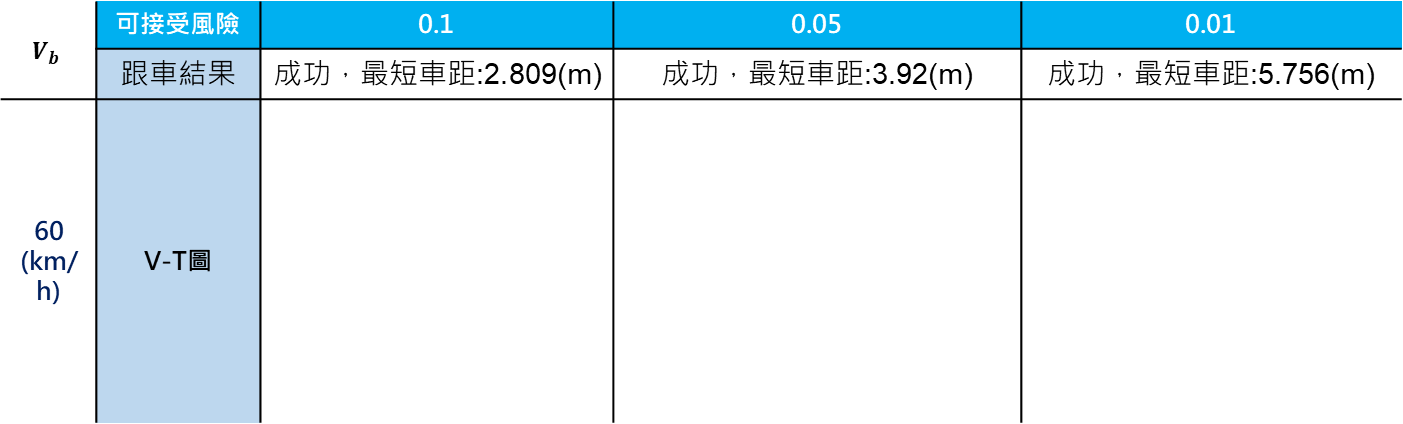 V_b
可接受風險 0.1 0.05 0.01
跟車結果 成功，最短車距:2.809(m) 成功，最短車距:3.92(m) 成功，最短車距:5.756(m)
60
(km/
h)
V-T圖